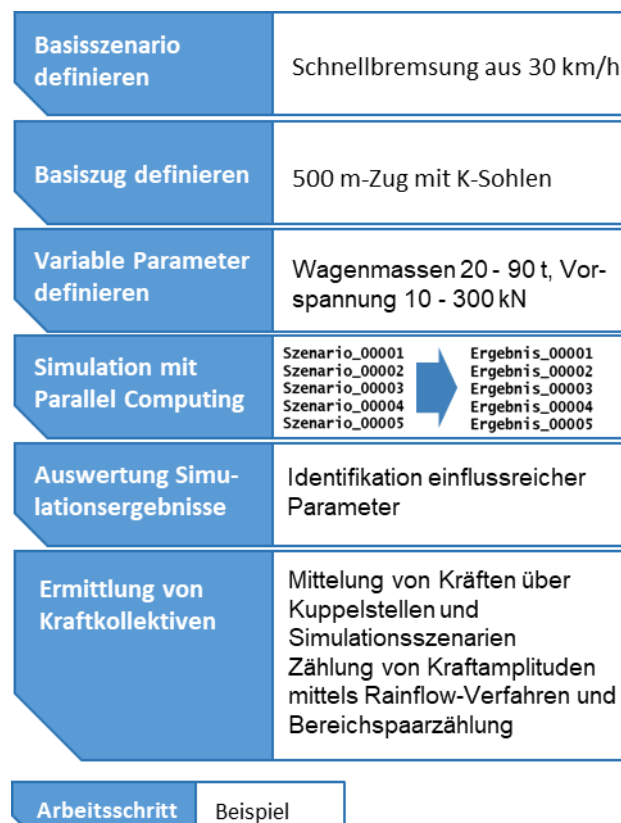 Basisszenario
definieren
Schnellbremsung aus 30 km/h
Basiszug definieren
500 m-Zug mit K-Sohlen
Variable Parameter
definieren
Wagenmassen 20 - 90 t, Vor-
spannung 10 - 300 kN
Simulation mit
Parallel Computing
Szenario_00001
Szenario_00002
Szenario_00003
Szenario_00004
Szenario_00005
Ergebnis_00001
Ergebnis_00002
Ergebnis_00003
Ergebnis_00004
Ergebnis_00005
Auswertung Simu-
lationsergebnisse
Identifikation einflussreicher
Parameter
Ermittlung von
Kraftkollektiven
Mittelung von Kräften über
Kuppelstellen und
Simulationsszenarien
Zählung von Kraftamplituden
mittels Rainflow-Verfahren und
Bereichspaarzählung
Arbeitsschritt
Beispiel